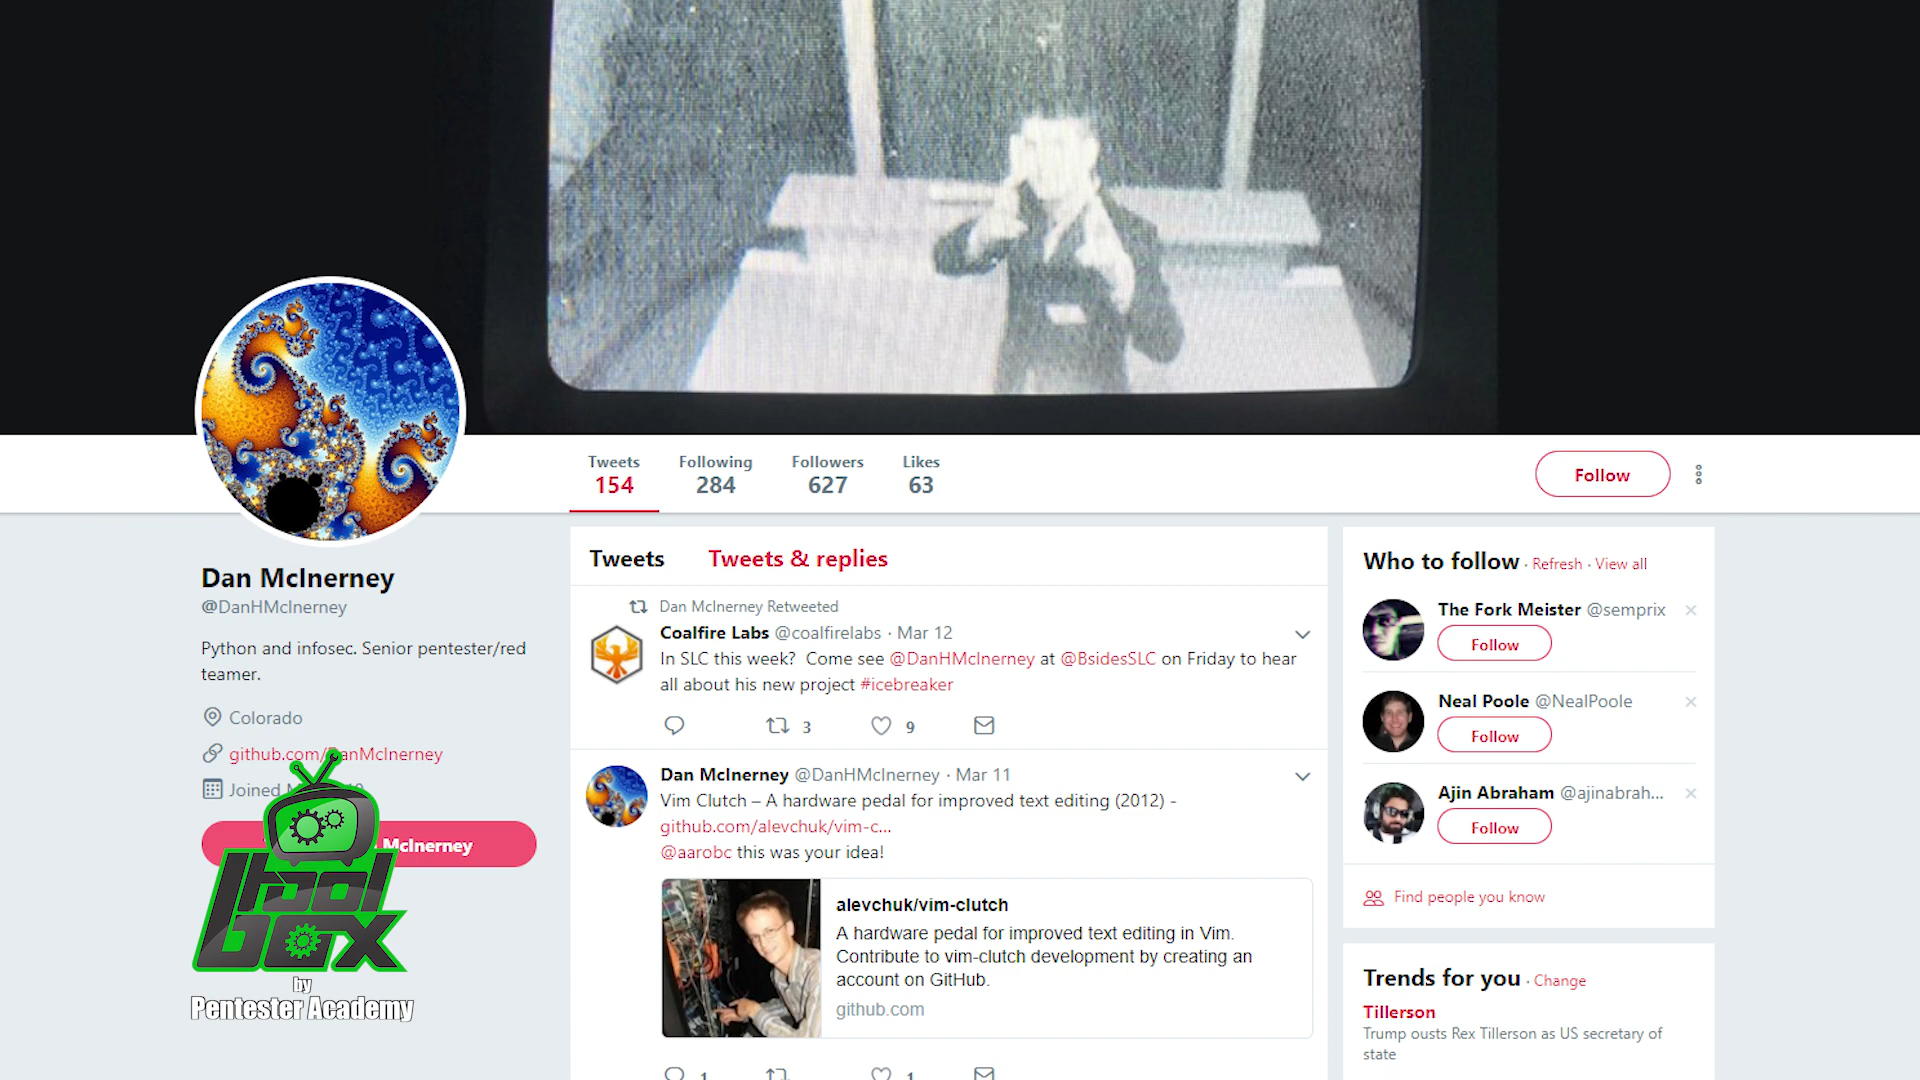 Tweets
154
Following
284
Followers
627
Likes
63
Follow
Dan McInerney
@DanHMcInerney
Python and infosec. Senior pentester/red
teamer.
Colorado
github.com/DanMcInerney
Joined
McInerney
tool
box
by
Pentester Academy
Tweets
Tweets & replies
Dan McInerney Retweeted
Coalfire Labs @coalfirelabs · Mar 12
In SLC this week? Come see @DanHMcInerney at @BsidesSLC on Friday to hear
all about his new project #icebreaker
3
9
Dan McInerney @DanHMcInerney · Mar 11
Vim Clutch – A hardware pedal for improved text editing (2012) -
github.com/alevchuk/vim-c...
@aarobc this was your idea!
alevchuk/vim-clutch
A hardware pedal for improved text editing in Vim.
Contribute to vim-clutch development by creating an
account on GitHub.
github.com
1
1
Who to follow · Refresh · View all
The Fork Meister @semprix
Follow
Neal Poole @NealPoole
Follow
Ajin Abraham @ajinabrah...
Follow
Find people you know
Trends for you · Change
Tillerson
Trump ousts Rex Tillerson as US secretary of
state